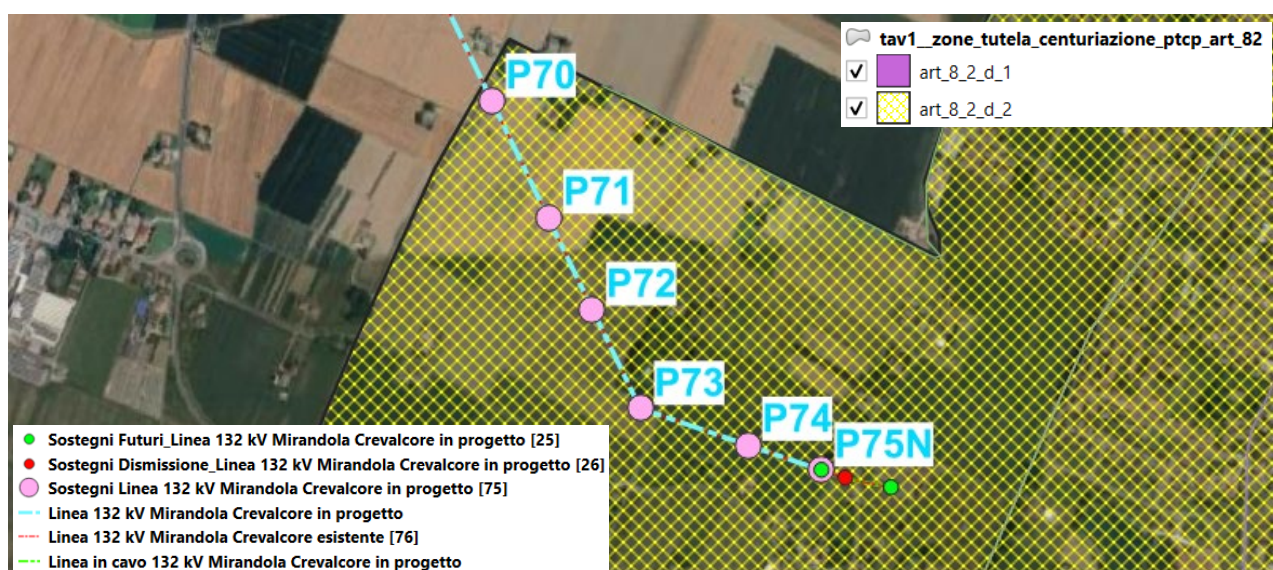 tav1__zone_tutela_centuriazione_ptcp_art_82
art_8_2_d_1
art_8_2_d_2
P70
P71
P72
P73
P74
P75N
Sostegni Futuri_Linea 132 kV Mirandola Crevalcore in progetto [25]
Sostegni Dismissione_Linea 132 kV Mirandola Crevalcore in progetto [26]
Sostegni Linea 132 kV Mirandola Crevalcore in progetto [75]
Linea 132 kV Mirandola Crevalcore in progetto
Linea 132 kV Mirandola Crevalcore esistente [76]
Linea in cavo 132 kV Mirandola Crevalcore in progetto